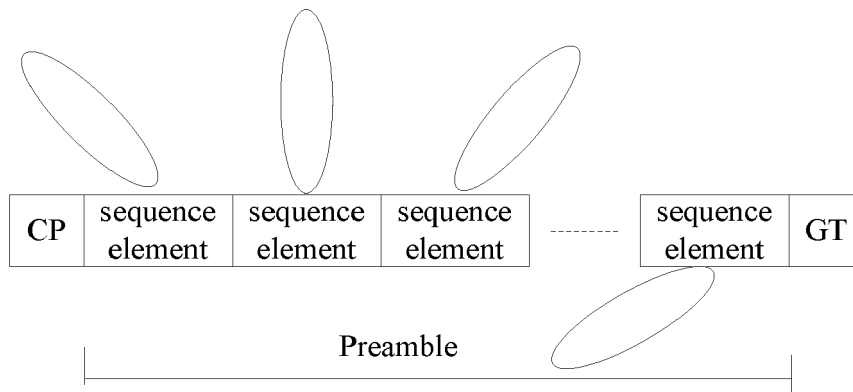 CP
sequence
element
sequence
element
sequence
element
sequence
element
GT
Preamble